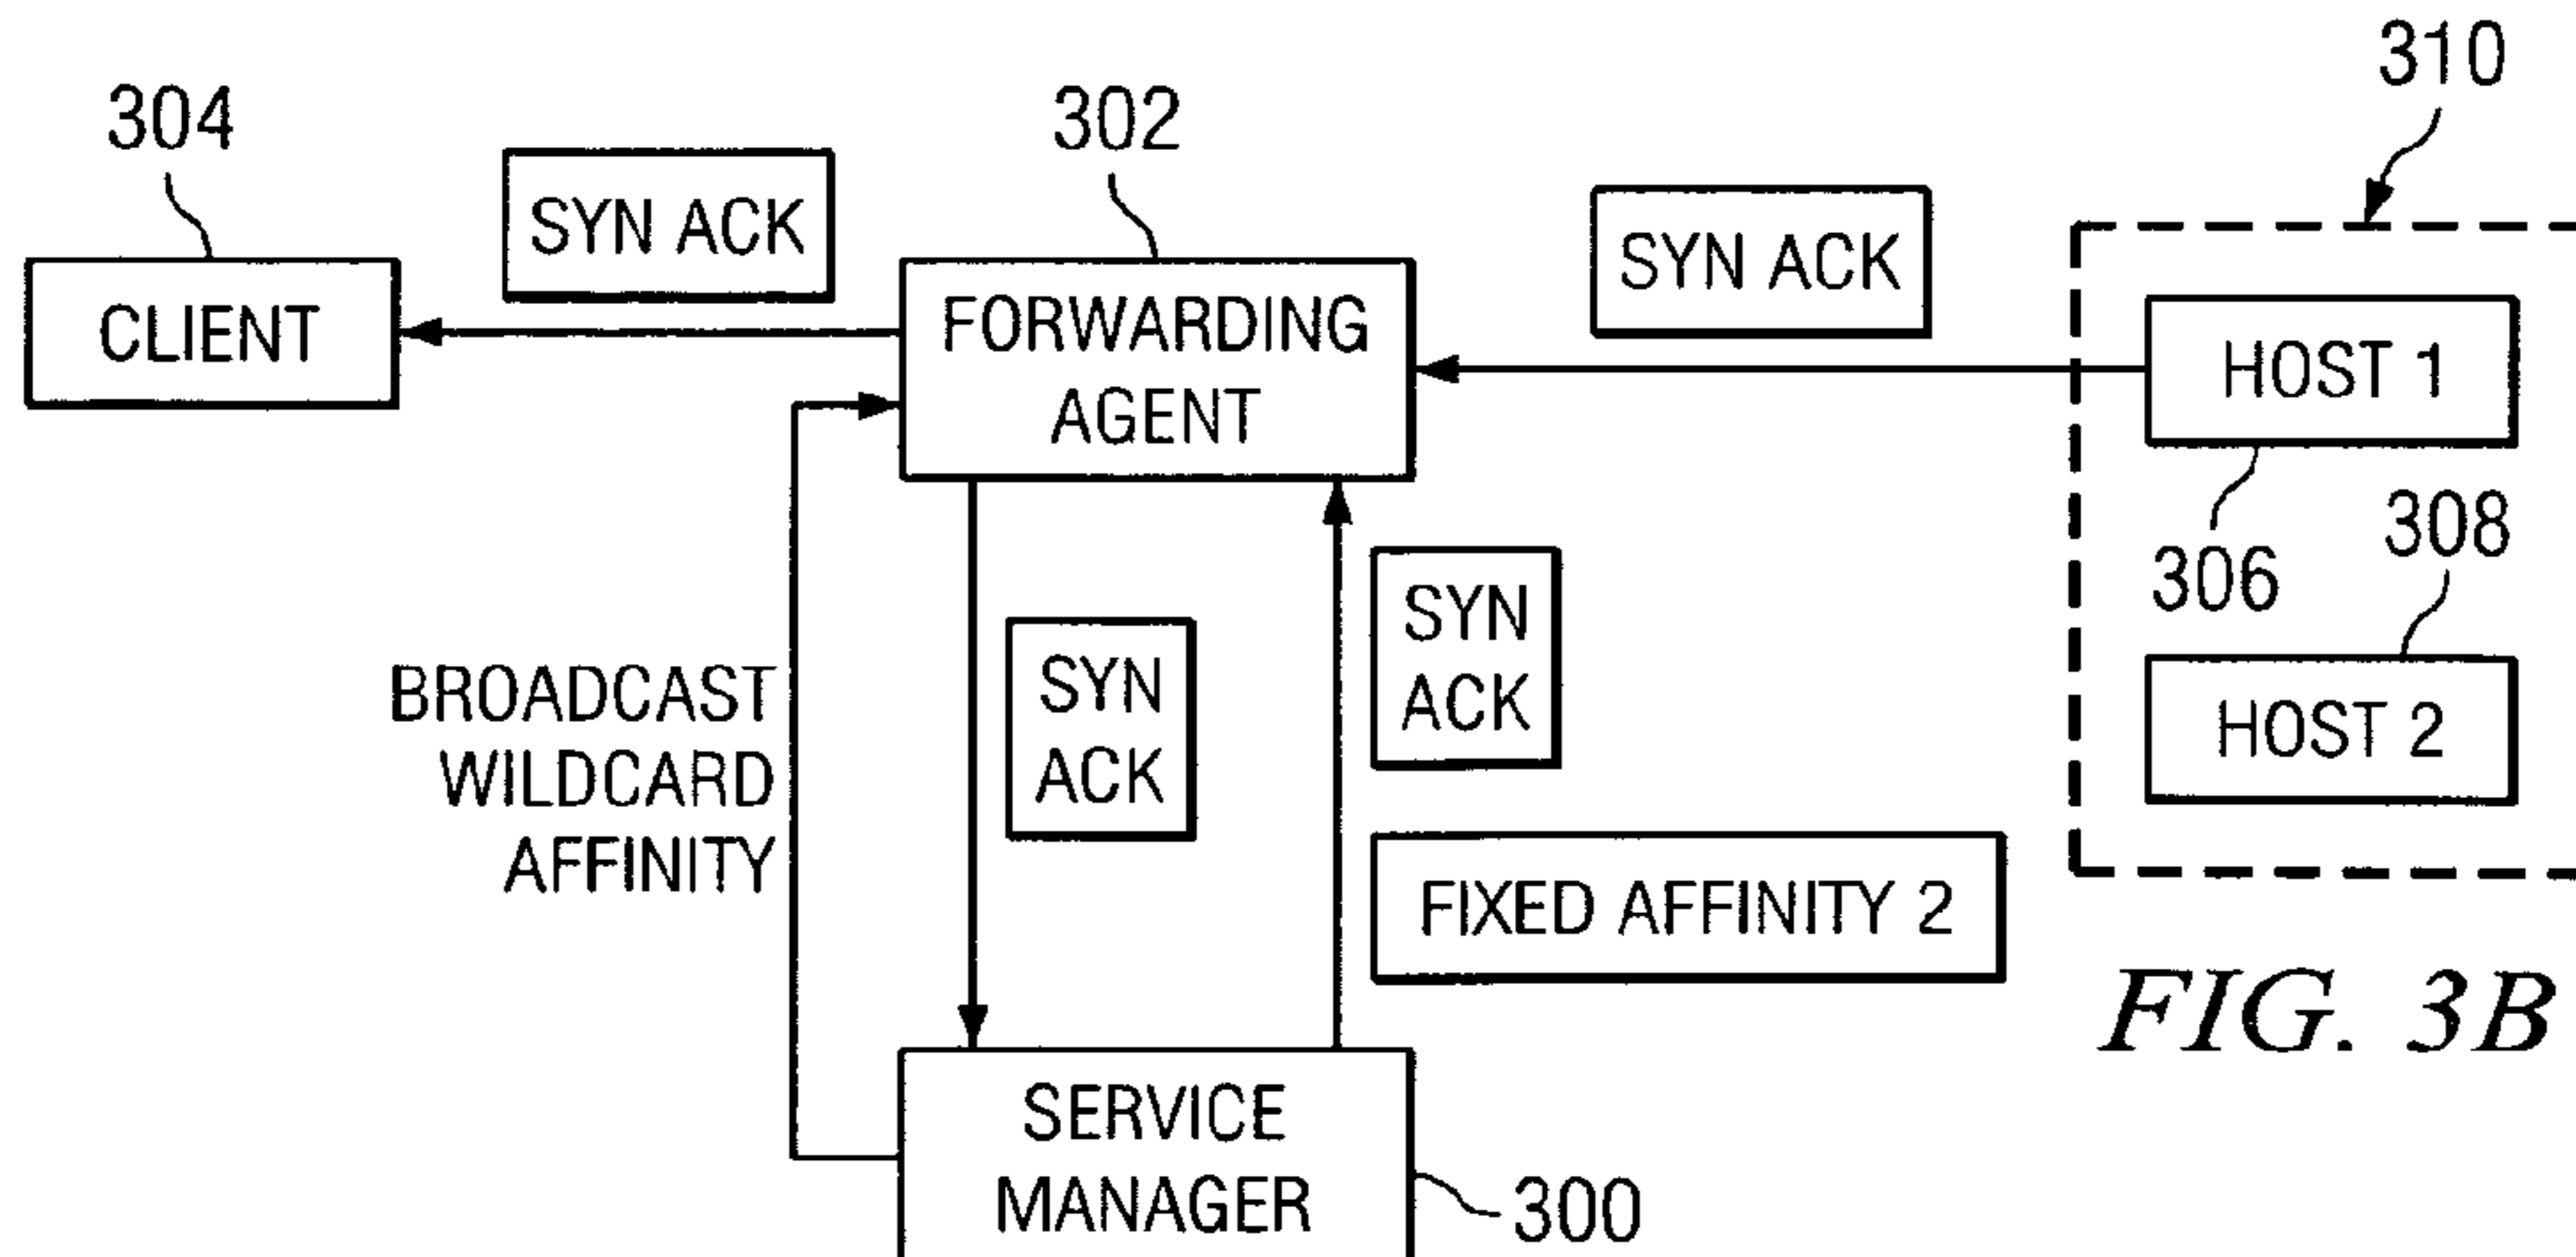 310
304
302
SYN ACK
SYN ACK
CLIENT
FORWARDING
AGENT
HOST 1
306
308
SYN
ACK
SYN
ACK
HOST 2
BROADCAST
WILDCARD
AFFINITY
FIXED AFFINITY 2
FIG. 3B
SERVICE
MANAGER
300